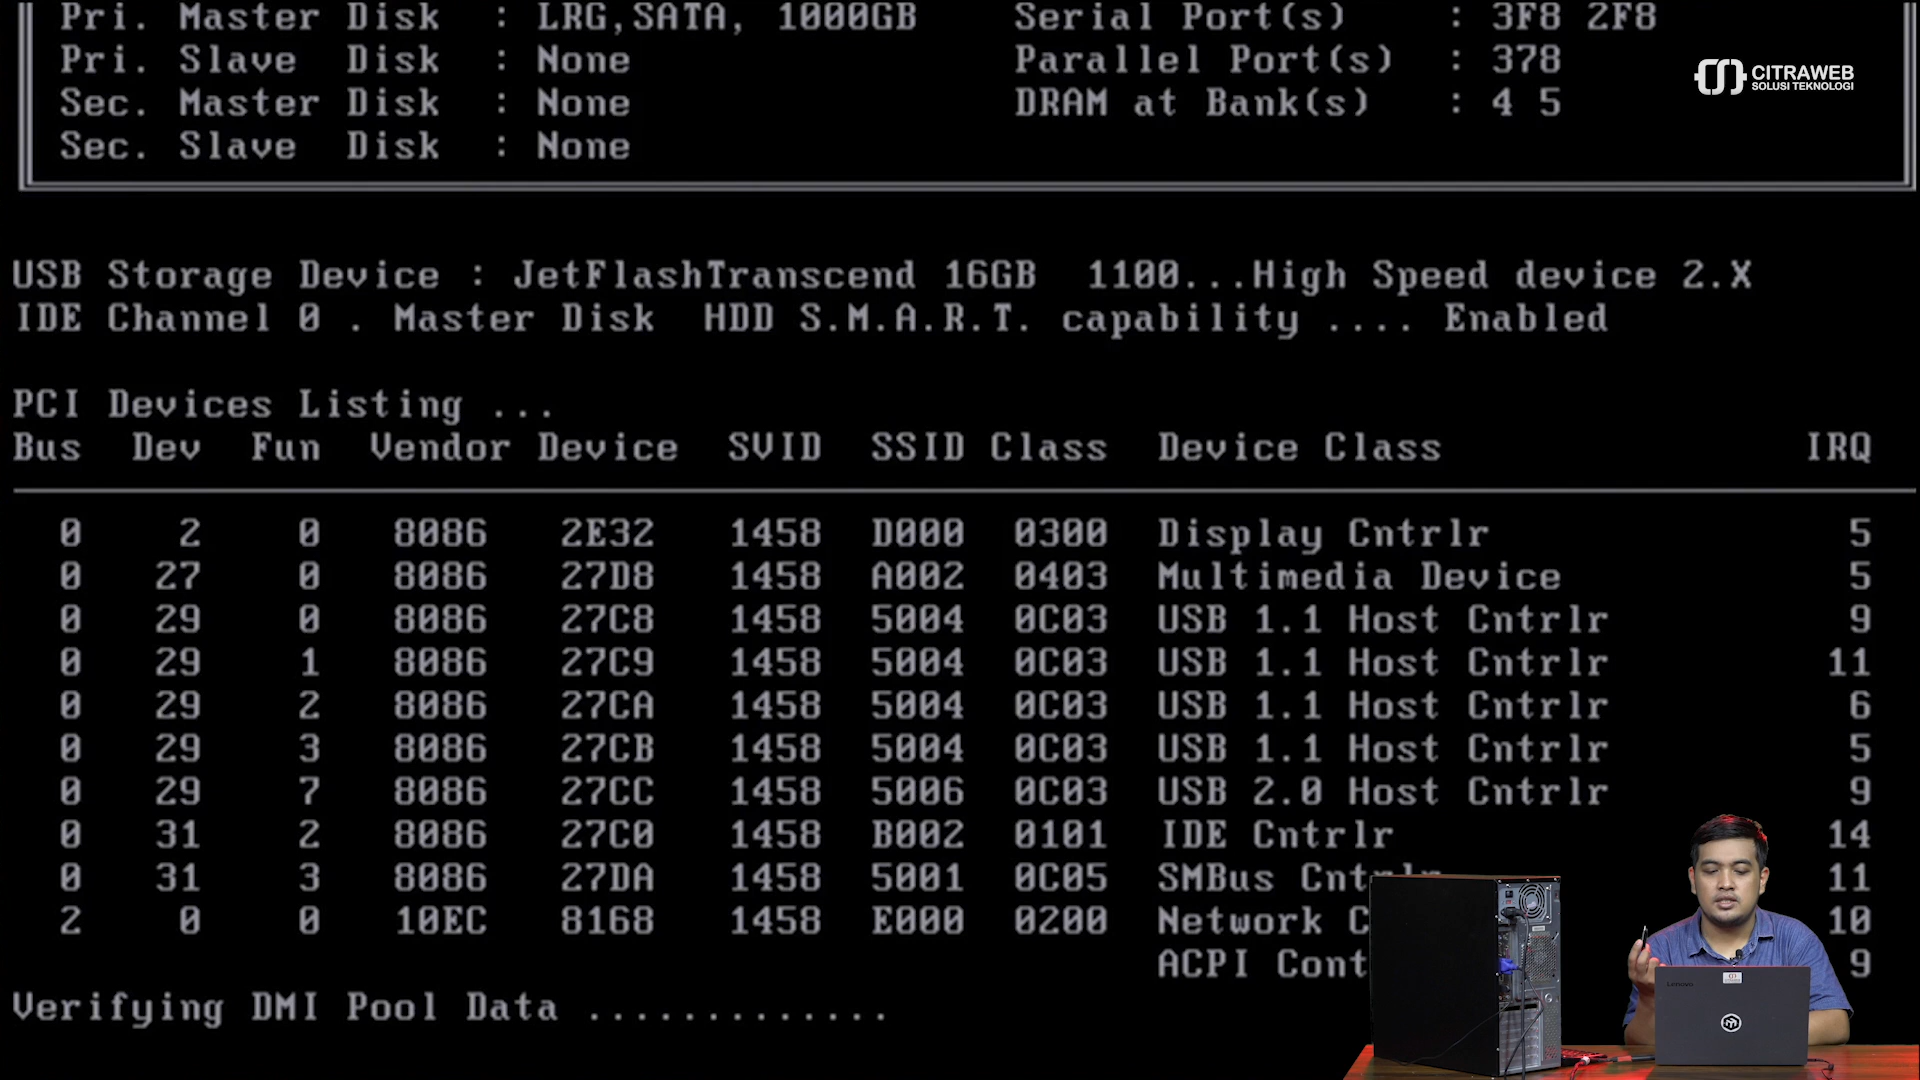 Pri. Master Disk : LRG,SATA, 1000GB Serial Port(s) : 3F8 2F8
Pri. Slave Disk : None Parallel Port(s) : 378
Sec. Master Disk : None DRAM at Bank(s) : 4 5
Sec. Slave Disk : None
CITRAWEB
SOLUSI TEKNOLOGI
USB Storage Device : JetFlashTranscend 16GB 1100...High Speed device 2.X
IDE Channel 0 . Master Disk HDD S.M.A.R.T. capability .... Enabled
PCI Devices Listing ...
Bus Dev Fun Vendor Device SVID SSID Class Device Class IRQ
0 2 0 8086 2E32 1458 D000 0300 Display Cntrlr 5
0 27 0 8086 27D8 1458 A002 0403 Multimedia Device 5
0 29 0 8086 27C8 1458 5004 0C03 USB 1.1 Host Cntrlr 9
0 29 1 8086 27C9 1458 5004 0C03 USB 1.1 Host Cntrlr 11
0 29 2 8086 27CA 1458 5004 0C03 USB 1.1 Host Cntrlr 6
0 29 3 8086 27CB 1458 5004 0C03 USB 1.1 Host Cntrlr 5
0 29 7 8086 27CC 1458 5006 0C03 USB 2.0 Host Cntrlr 9
0 31 2 8086 27C0 1458 B002 0101 IDE Cntrlr 14
0 31 3 8086 27DA 1458 5001 0C05 SMBus Cntrlr 11
2 0 0 10EC 8168 1458 E000 0200 Network C 10
ACPI Cont 9
Verifying DMI Pool Data .............
Lenovo